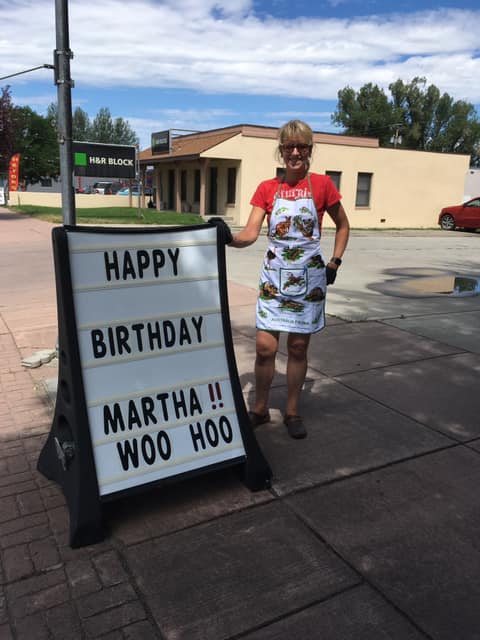 H&R BLOCK
HAPPY
BIRTHDAY
MARTHA !!
WOO HOO